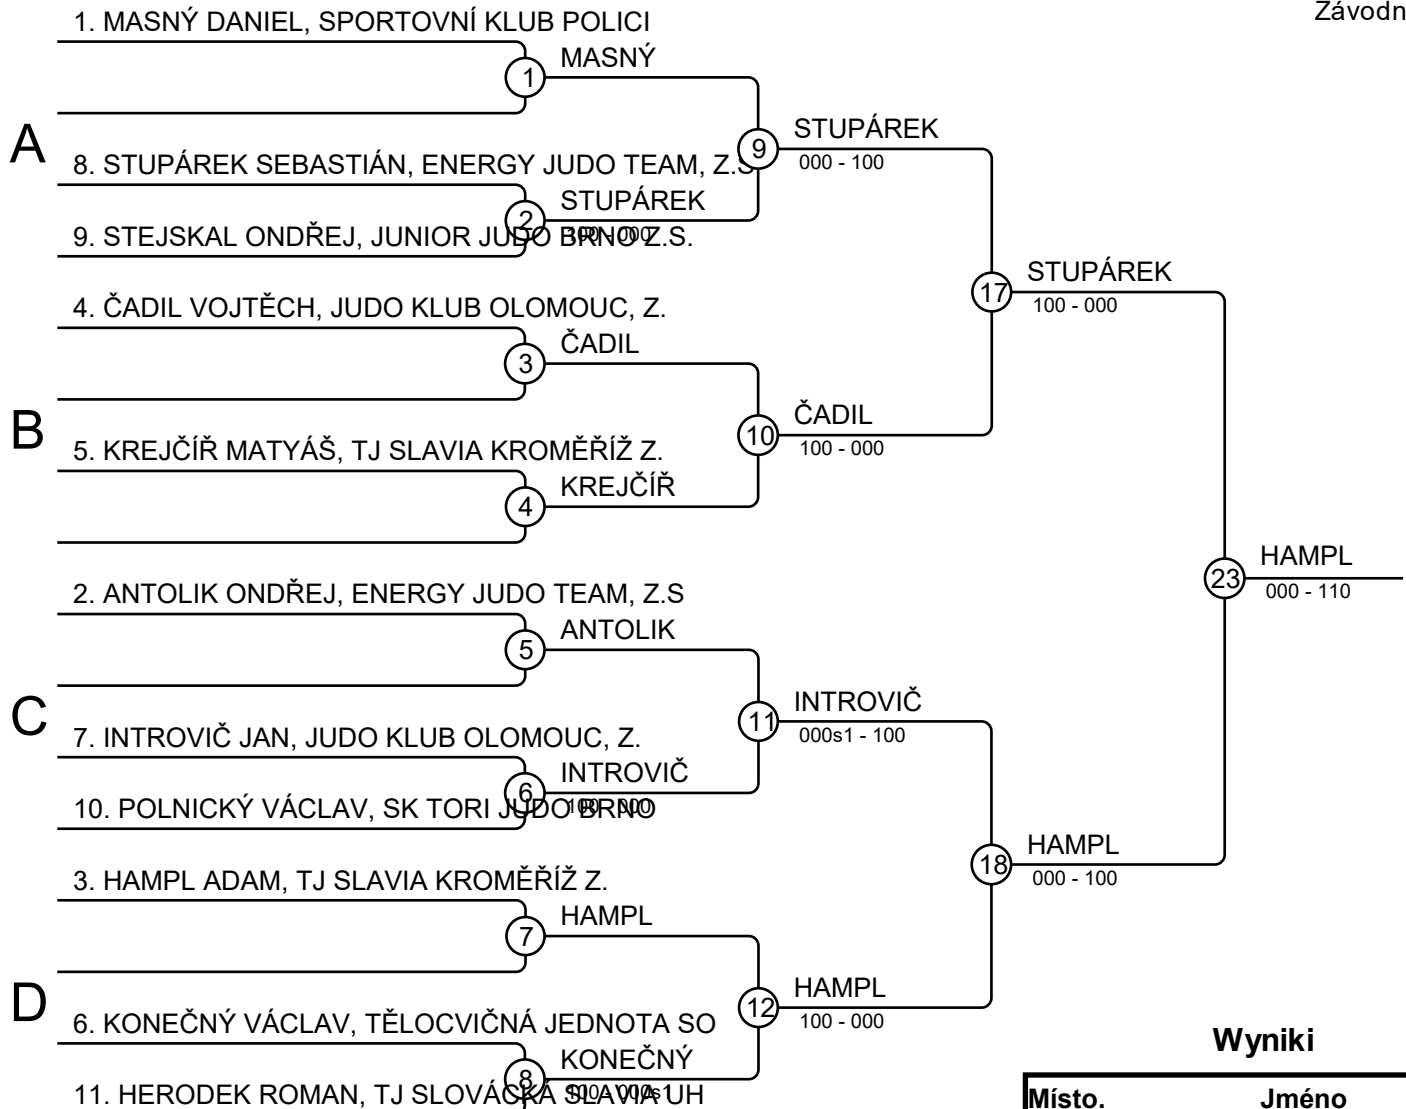 Závodn
1. MASNÝ DANIEL, SPORTOVNÍ KLUB POLICI
1
MASNÝ
A
8. STUPÁREK SEBASTIÁN, ENERGY JUDO TEAM, Z.S
9
STUPÁREK
000 - 100
2
STUPÁREK
100 - 000
9. STEJSKAL ONDŘEJ, JUNIOR JUDO BRNO Z.S.
4. ČADIL VOJTĚCH, JUDO KLUB OLOMOUC, Z.
17
STUPÁREK
100 - 000
3
ČADIL
B
10
ČADIL
100 - 000
5. KREJČÍŘ MATYÁŠ, TJ SLAVIA KROMĚŘÍŽ Z.
4
KREJČÍŘ
23
HAMPL
000 - 110
2. ANTOLIK ONDŘEJ, ENERGY JUDO TEAM, Z.S
5
ANTOLIK
C
11
INTROVIČ
000s1 - 100
7. INTROVIČ JAN, JUDO KLUB OLOMOUC, Z.
6
INTROVIČ
100 - 000
10. POLNICKÝ VÁCLAV, SK TORI JUDO BRNO
18
HAMPL
000 - 100
3. HAMPL ADAM, TJ SLAVIA KROMĚŘÍŽ Z.
7
HAMPL
D
12
HAMPL
100 - 000
6. KONEČNÝ VÁCLAV, TĚLOCVIČNÁ JEDNOTA SO
8
KONEČNÝ
100 - 000s1
11. HERODEK ROMAN, TJ SLOVÁCKÁ SLAVIA UH
Wyniki
Místo. Jméno